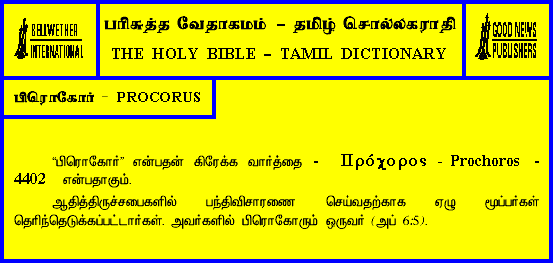 BELLWETHER
INTERNATIONAL
பரிசுத்த வேதாகமம் - தமிழ் சொல்லகராதி
THE HOLY BIBLE - TAMIL DICTIONARY
GOOD NEWS
PUBLISHERS
பிரொகோர் - PROCORUS
“பிரொகோர்” என்பதன் கிரேக்க வார்த்தை - Πρόχορος - Prochoros -
4402 என்பதாகும்.
ஆதித்திருச்சபைகளில் பந்திவிசாரணை செய்வதற்காக ஏழு மூப்பர்கள்
தெரிந்தெடுக்கப்பட்டார்கள். அவர்களில் பிரொகோரும் ஒருவர் (அப் 6:5).